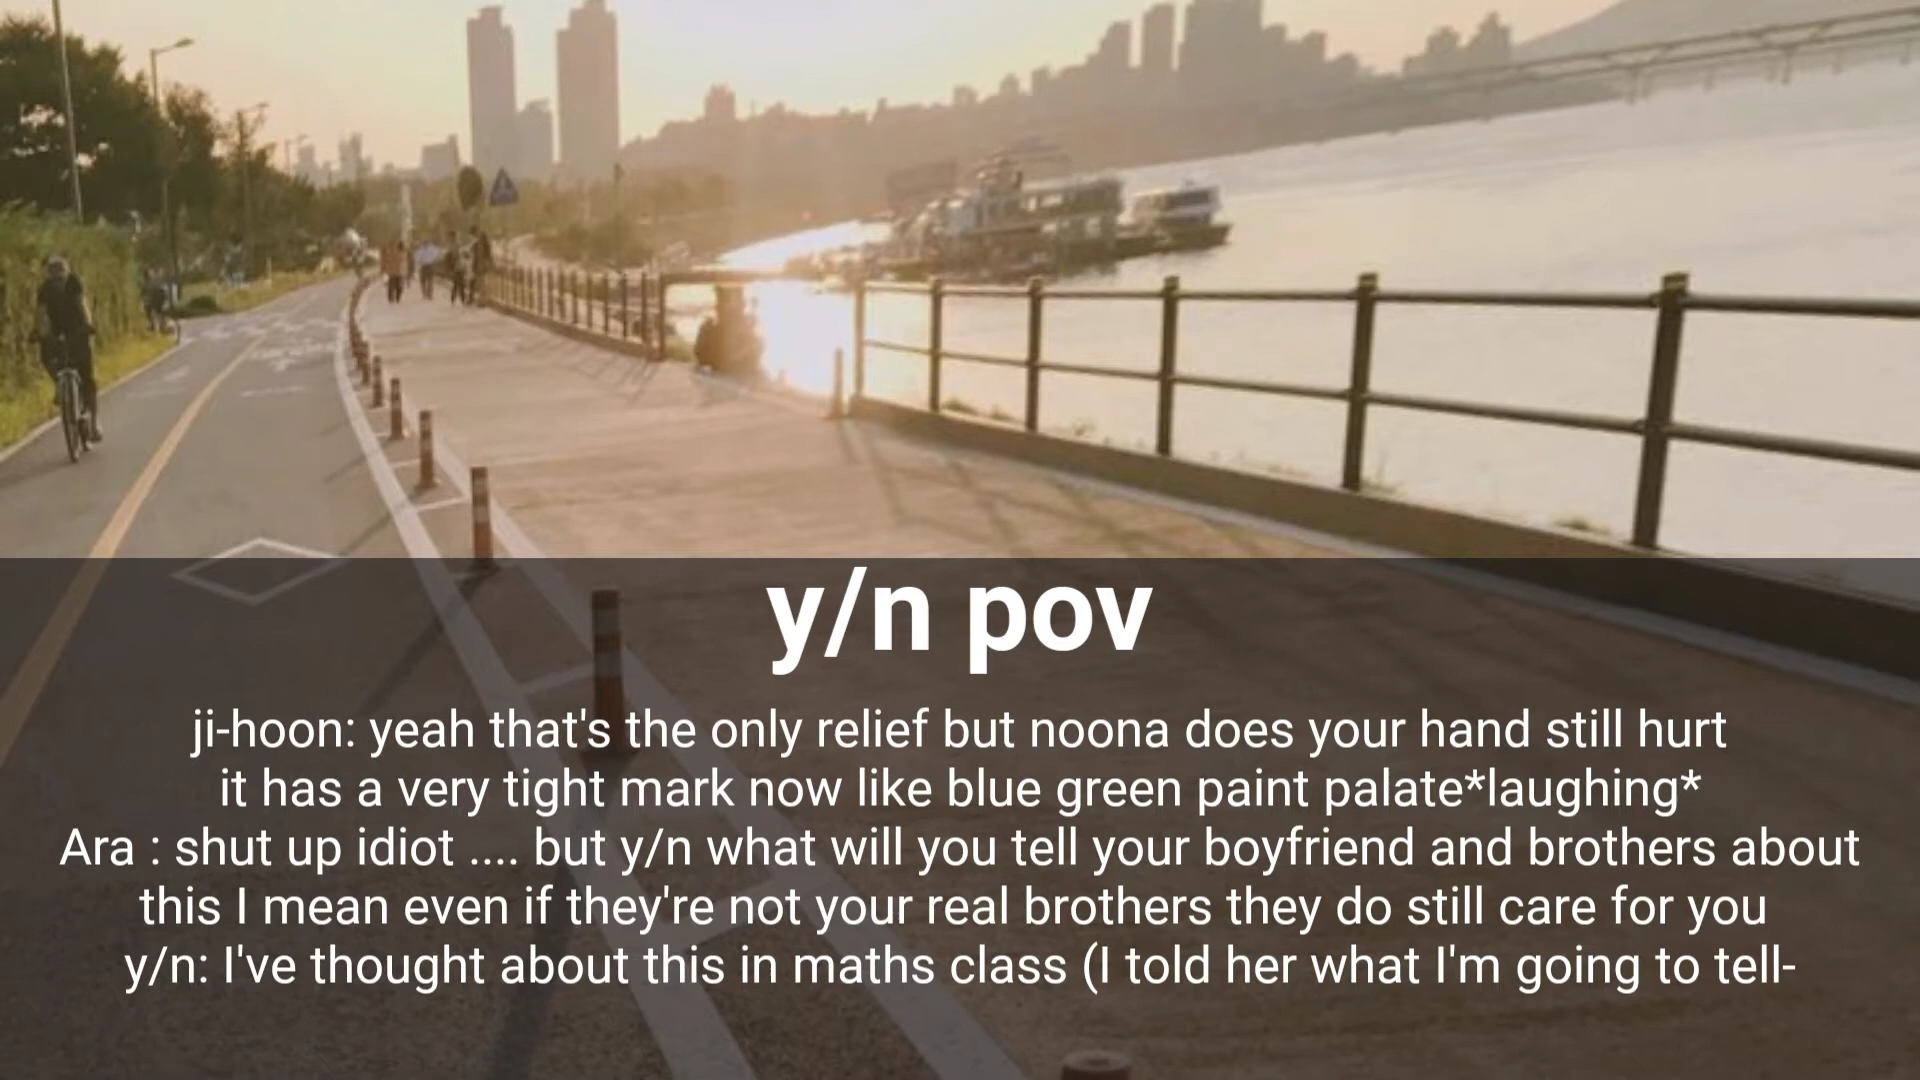 y/n pov
ji-hoon: yeah that's the only relief but noona does your hand still hurt
it has a very tight mark now like blue green paint palate*laughing*
Ara : shut up idiot .... but y/n what will you tell your boyfriend and brothers about
this I mean even if they're not your real brothers they do still care for you
y/n: I've thought about this in maths class (I told her what I'm going to tell-